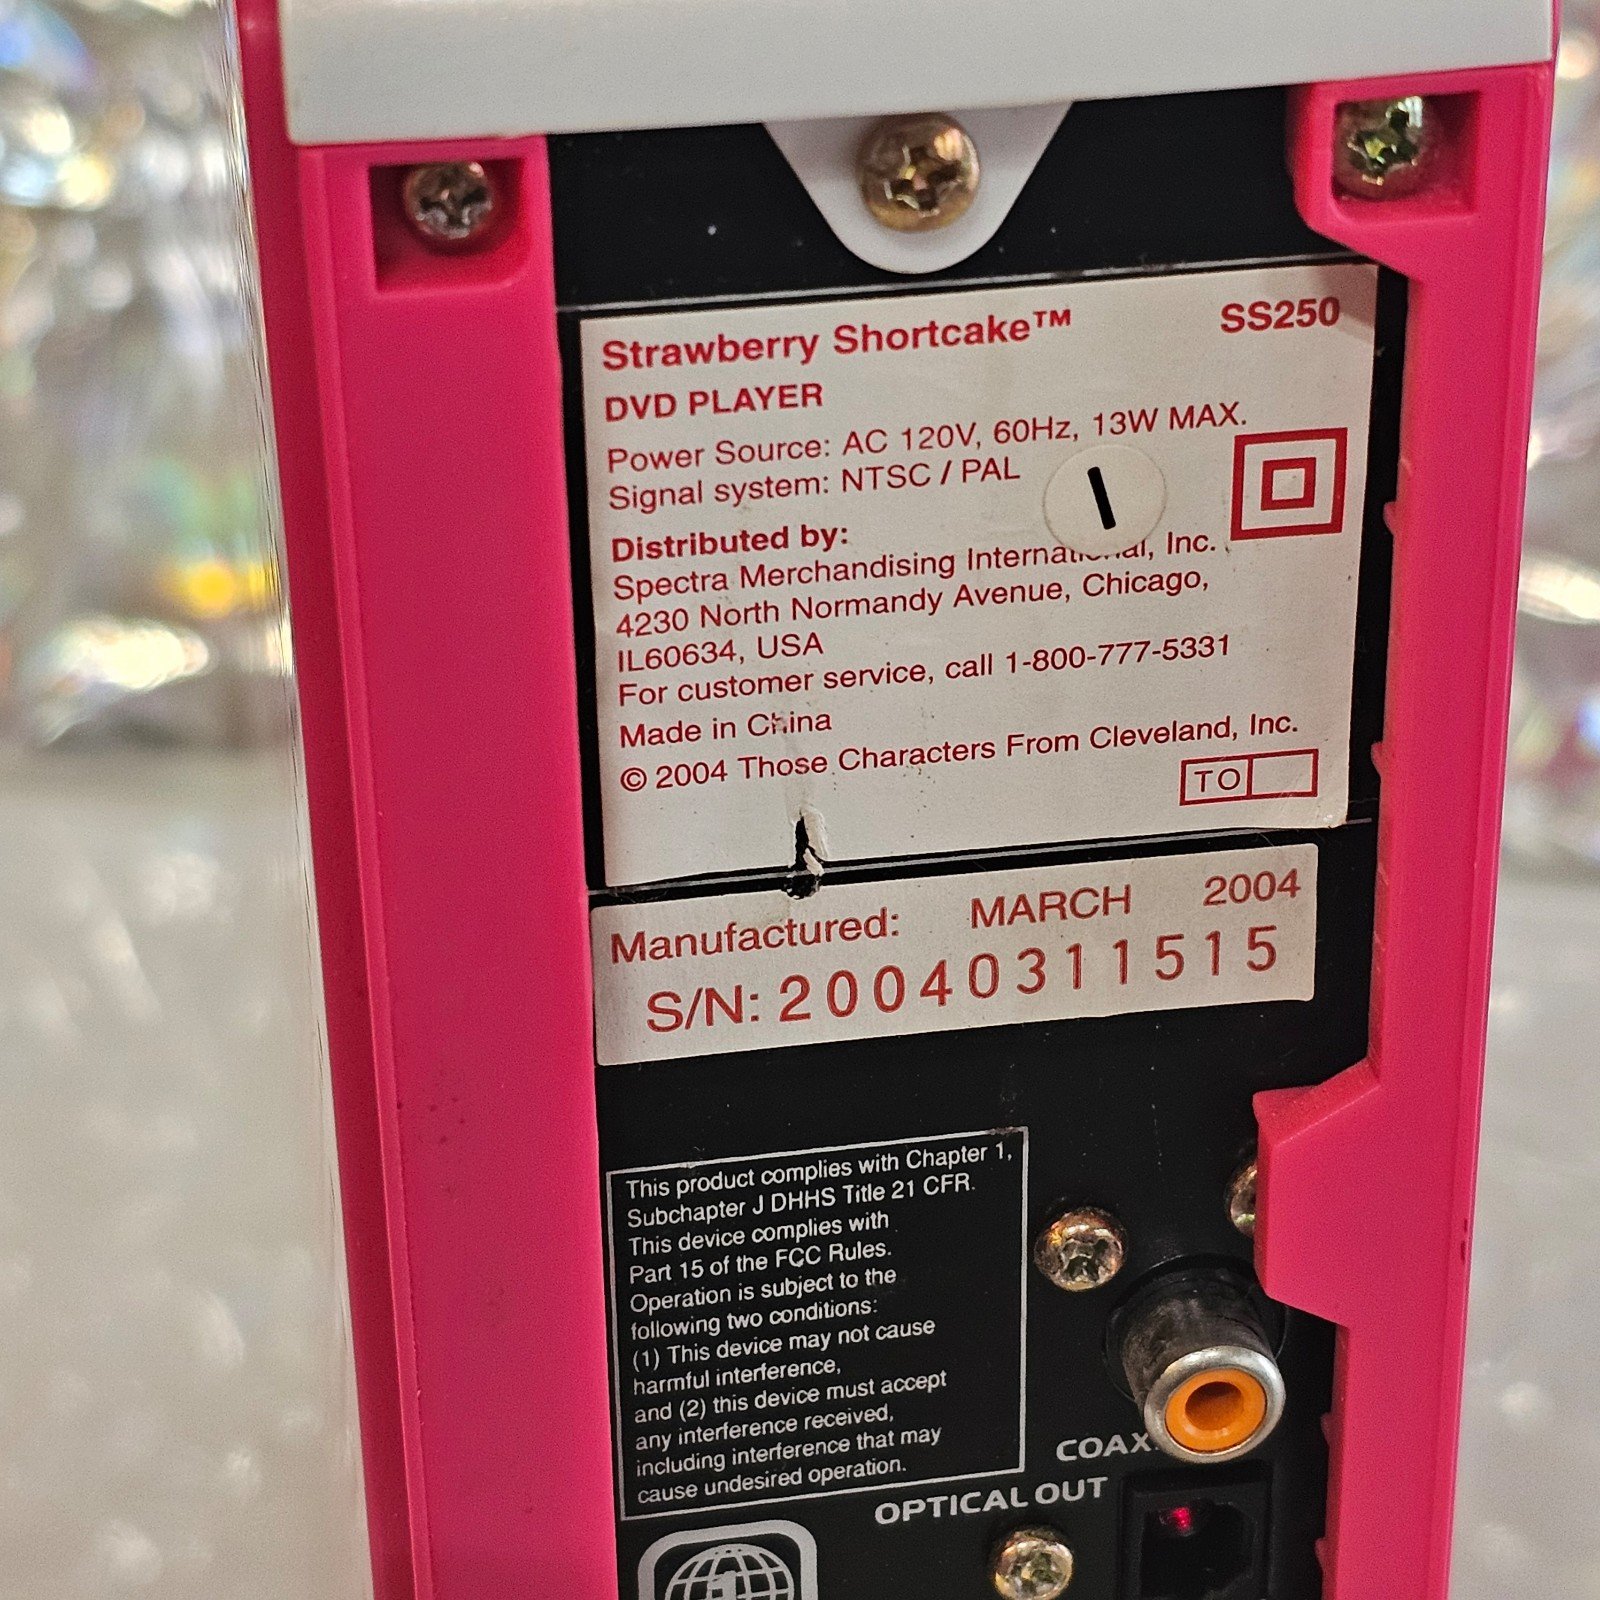 Strawberry Shortcake™ SS250
DVD PLAYER
Power Source: AC 120V, 60Hz, 13W MAX.
Signal system: NTSC / PAL
Distributed by:
Spectra Merchandising International, Inc.
4230 North Normandy Avenue, Chicago,
IL60634, USA
For customer service, call 1-800-777-5331
Made in China
© 2004 Those Characters From Cleveland, Inc.
TO
Manufactured: MARCH 2004
S/N: 20040311515
This product complies with Chapter 1,
Subchapter J DHHS Title 21 CFR.
This device complies with
Part 15 of the FCC Rules.
Operation is subject to the
following two conditions:
(1) This device may not cause
harmful interference,
and (2) this device must accept
any interference received,
including interference that may
cause undesired operation.
COAX
OPTICAL OUT
1